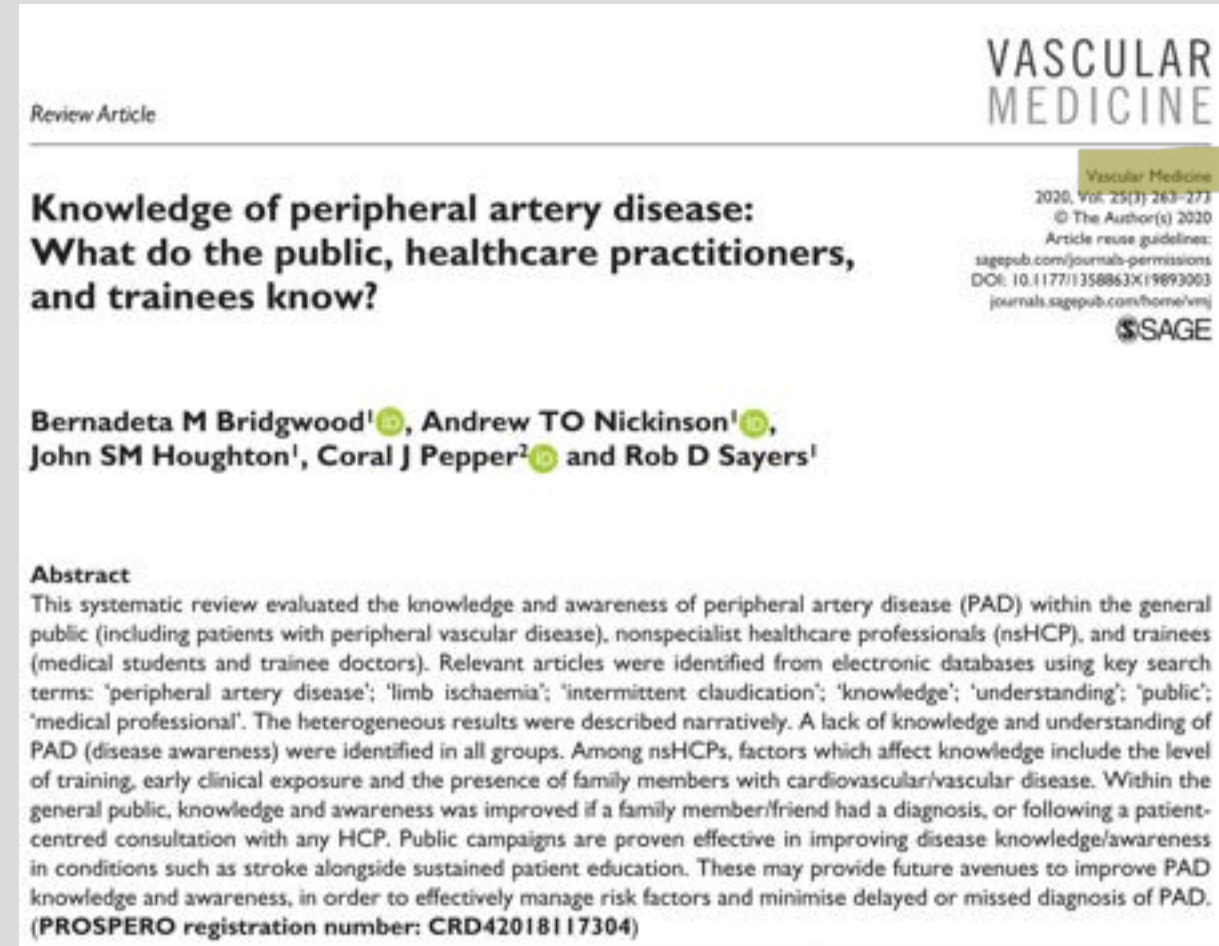 VASCULAR
MEDICINE
Review Article
Vascular Medicine
2020, Vol. 25(3) 263–273
© The Author(s) 2020
Article reuse guidelines:
sagepub.com/journals-permissions
DOI: 10.1177/1358863X19893003
journals.sagepub.com/home/vmj
SAGE
Knowledge of peripheral artery disease:
What do the public, healthcare practitioners,
and trainees know?
Bernadeta M Bridgwood¹ iD, Andrew TO Nickinson¹ iD,
John SM Houghton¹, Coral J Pepper² iD and Rob D Sayers¹
Abstract
This systematic review evaluated the knowledge and awareness of peripheral artery disease (PAD) within the general
public (including patients with peripheral vascular disease), nonspecialist healthcare professionals (nsHCP), and trainees
(medical students and trainee doctors). Relevant articles were identified from electronic databases using key search
terms: ‘peripheral artery disease’; ‘limb ischaemia’; ‘intermittent claudication’; ‘knowledge’; ‘understanding’; ‘public’;
‘medical professional’. The heterogeneous results were described narratively. A lack of knowledge and understanding of
PAD (disease awareness) were identified in all groups. Among nsHCPs, factors which affect knowledge include the level
of training, early clinical exposure and the presence of family members with cardiovascular/vascular disease. Within the
general public, knowledge and awareness was improved if a family member/friend had a diagnosis, or following a patient-
centred consultation with any HCP. Public campaigns are proven effective in improving disease knowledge/awareness
in conditions such as stroke alongside sustained patient education. These may provide future avenues to improve PAD
knowledge and awareness, in order to effectively manage risk factors and minimise delayed or missed diagnosis of PAD.
(PROSPERO registration number: CRD42018117304)